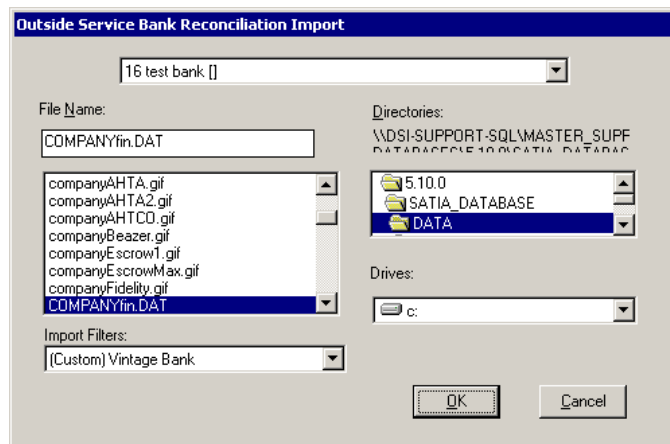 Outside Service Bank Reconciliation Import
16 test bank []
File Name:
COMPANYfin.DAT
companyAHTA.gif
companyAHTA2.gif
companyAHTCO.gif
companyBeazer.gif
companyEscrow1.gif
companyEscrowMax.gif
companyFidelity.gif
COMPANYfin.DAT
Import Filters:
(Custom) Vintage Bank
Directories:
\\DSI-SUPPORT-SQL\MASTER_SUPF
5.10.0
SATIA_DATABASE
DATA
Drives:
c:
OK
Cancel